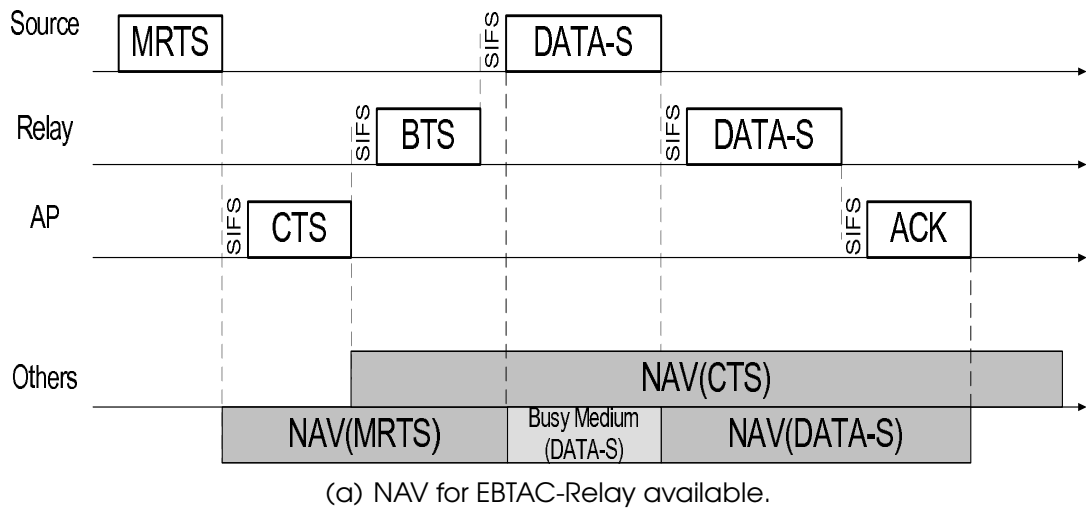 Source
MRTS
SIFS
DATA-S
Relay
SIFS
BTS
SIFS
DATA-S
AP
SIFS
CTS
SIFS
ACK
Others
NAV(CTS)
NAV(MRTS)
Busy Medium
(DATA-S)
NAV(DATA-S)
(a) NAV for EBTAC-Relay available.